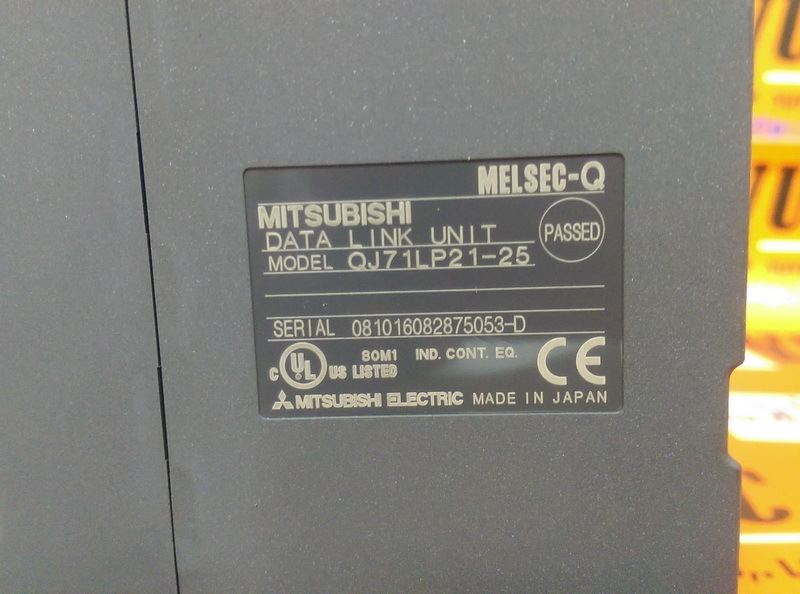 MELSEC-Q
MITSUBISHI
DATA LINK UNIT
PASSED
MODEL QJ71LP21-25
SERIAL 081016082875053-D
C UL US LISTED 80M1 IND. CONT. EQ.
CE
MITSUBISHI ELECTRIC MADE IN JAPAN